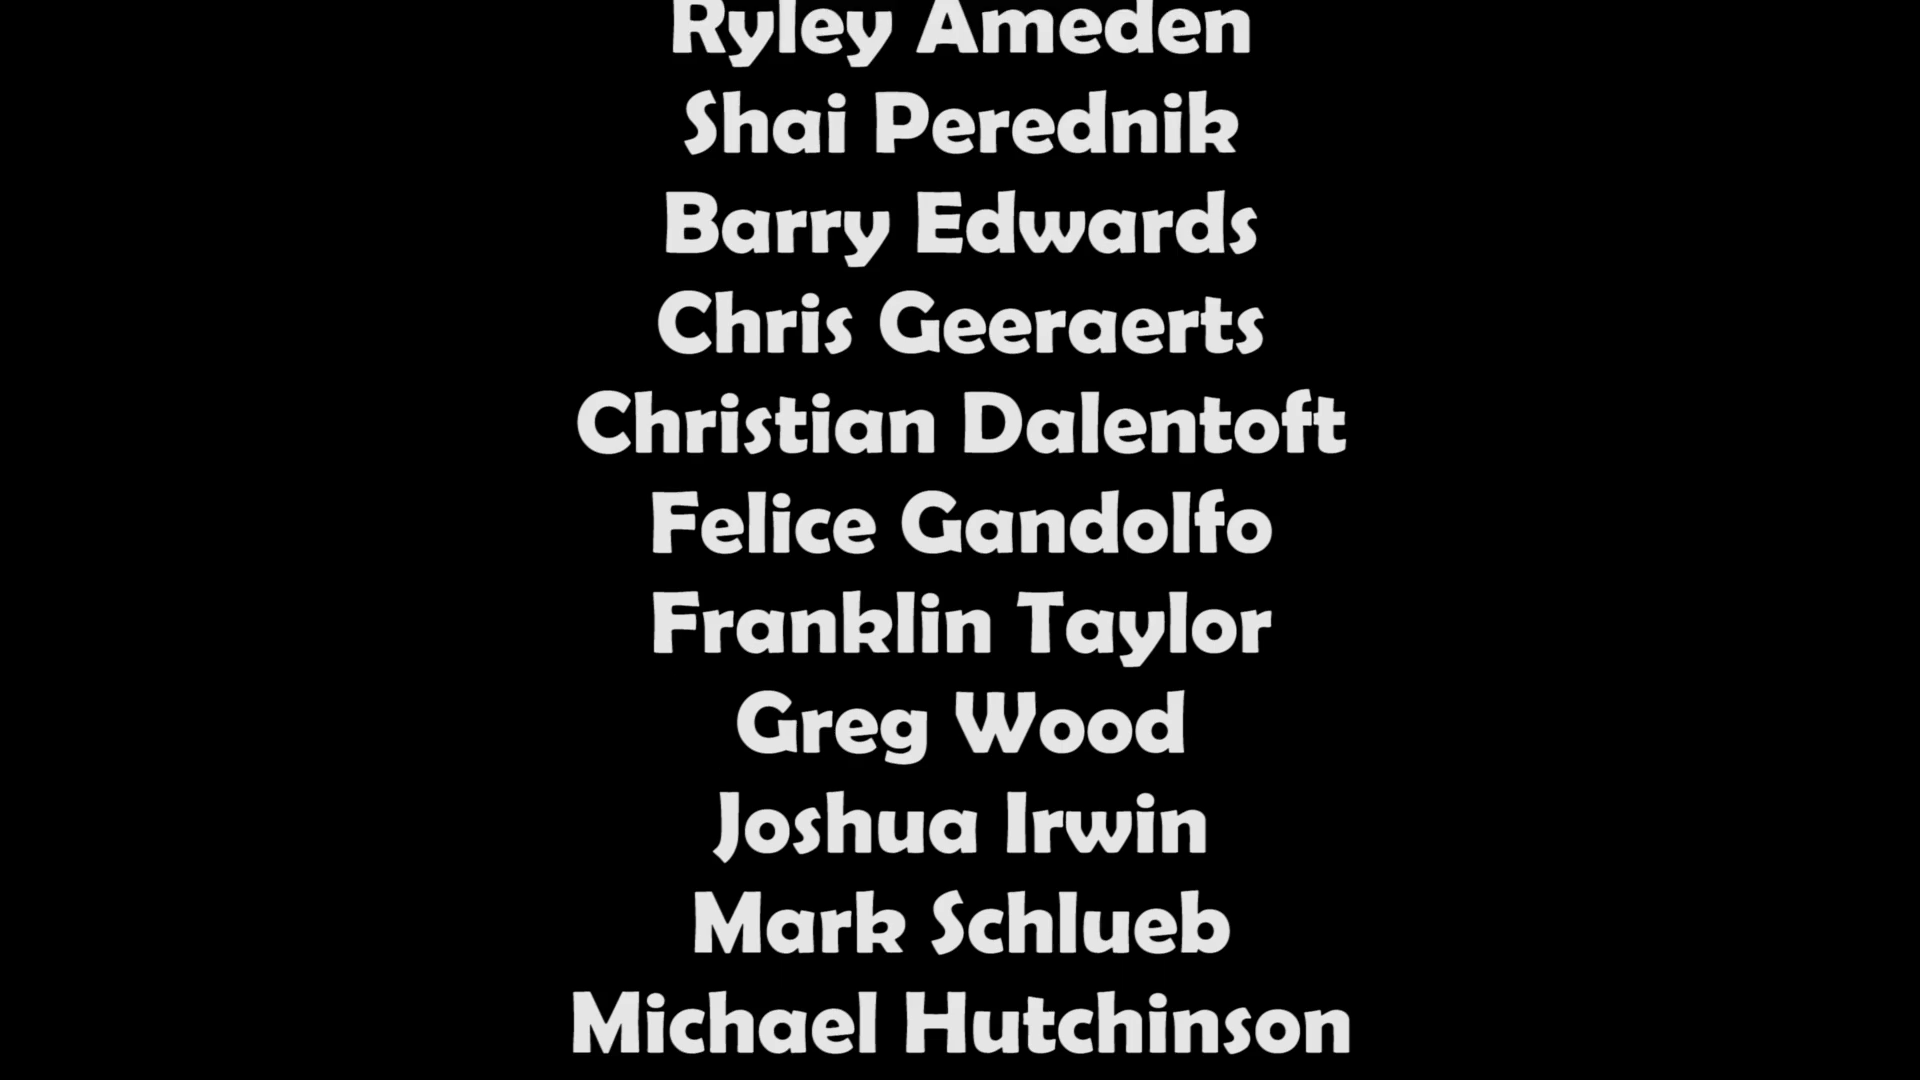 Ryley Ameden
Shai Perednik
Barry Edwards
Chris Geeraerts
Christian Dalentoft
Felice Gandolfo
Franklin Taylor
Greg Wood
Joshua Irwin
Mark Schlueb
Michael Hutchinson